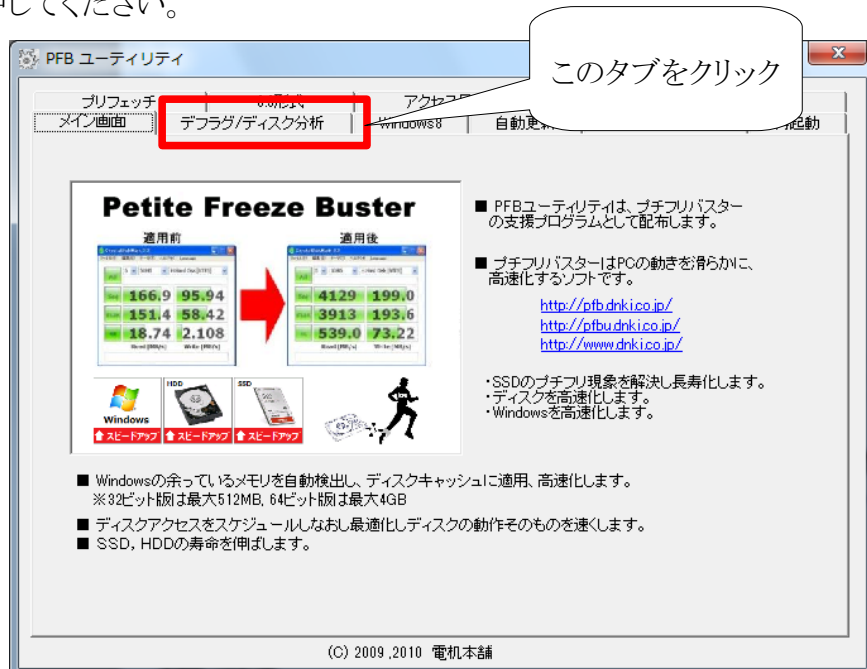 してください。
PFB ユーティリティ
このタブをクリック
プリフェッチ
アクセス
メイン画面 デフラグ/ディスク分析 Windows8 自動更新 起動
Petite Freeze Buster
適用前 適用後
166.9 95.94 4129 199.0
151.4 58.42 3913 193.6
18.74 2.108 539.0 73.22
Read [MB/s] Write [MB/s] Read [MB/s] Write [MB/s]
HDD SSD
Windows
スピードアップ スピードアップ スピードアップ
■ PFBユーティリティは、プチフリバスター
の支援プログラムとして配布します。
■ プチフリバスターはPCの動きを滑らかに、
高速化するソフトです。
http://pfb.dnki.co.jp/
http://pfbu.dnki.co.jp/
http://www.dnki.co.jp/
・SSDのプチフリ現象を解決し長寿化します。
・ディスクを高速化します。
・Windowsを高速化します。
■ Windowsの余っているメモリを自動検出し、ディスクキャッシュに適用、高速化します。
※32ビット版は最大512MB, 64ビット版は最大4GB
■ ディスクアクセスをスケジュールしなおし最適化しディスクの動作そのものを速くします。
■ SSD, HDDの寿命を伸ばします。
(C) 2009 ,2010 電机本舗